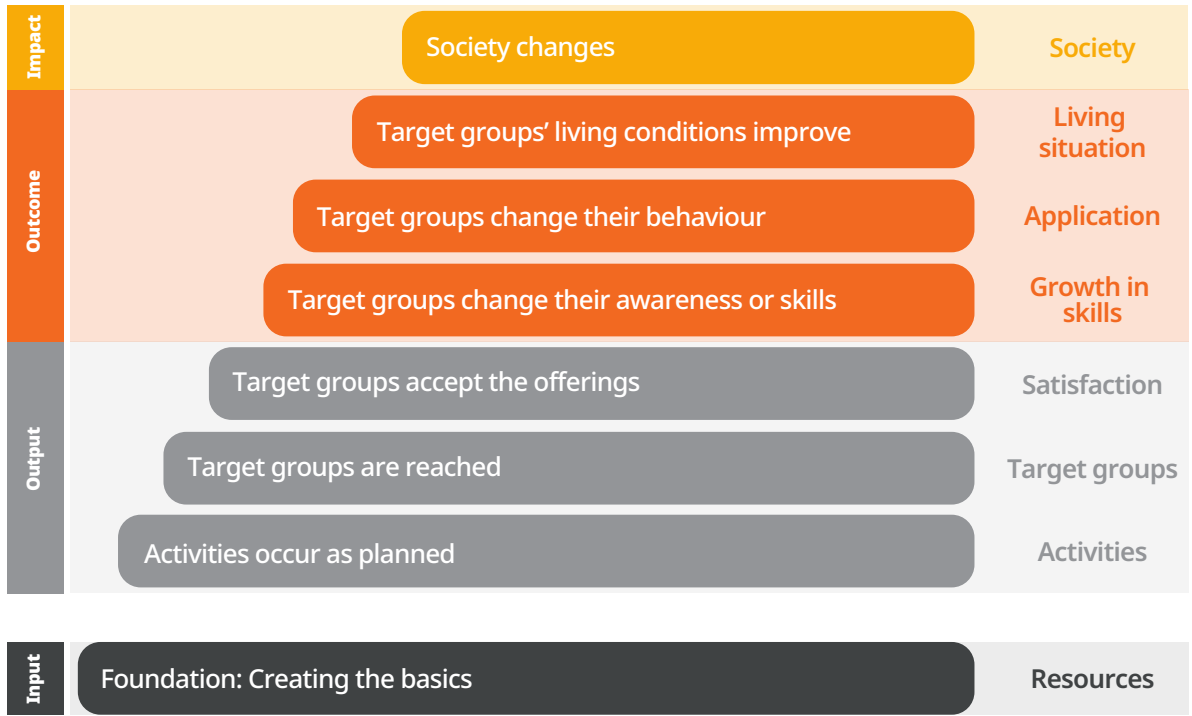 Impact
Society changes
Society
Outcome
Target groups’ living conditions improve
Living
situation
Target groups change their behaviour
Application
Target groups change their awareness or skills
Growth in
skills
Output
Target groups accept the offerings
Satisfaction
Target groups are reached
Target groups
Activities occur as planned
Activities
Input
Foundation: Creating the basics
Resources